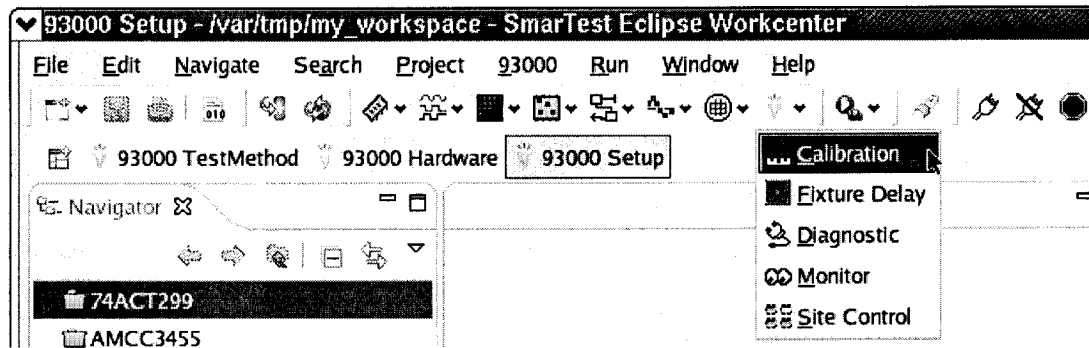 93000 Setup - /var/tmp/my_workspace - SmarTest Eclipse Workcenter
File Edit Navigate Search Project 93000 Run Window Help
010
93000 TestMethod 93000 Hardware 93000 Setup
Calibration
Fixture Delay
Navigator
Diagnostic
Monitor
74ACT299
Site Control
AMCC3455